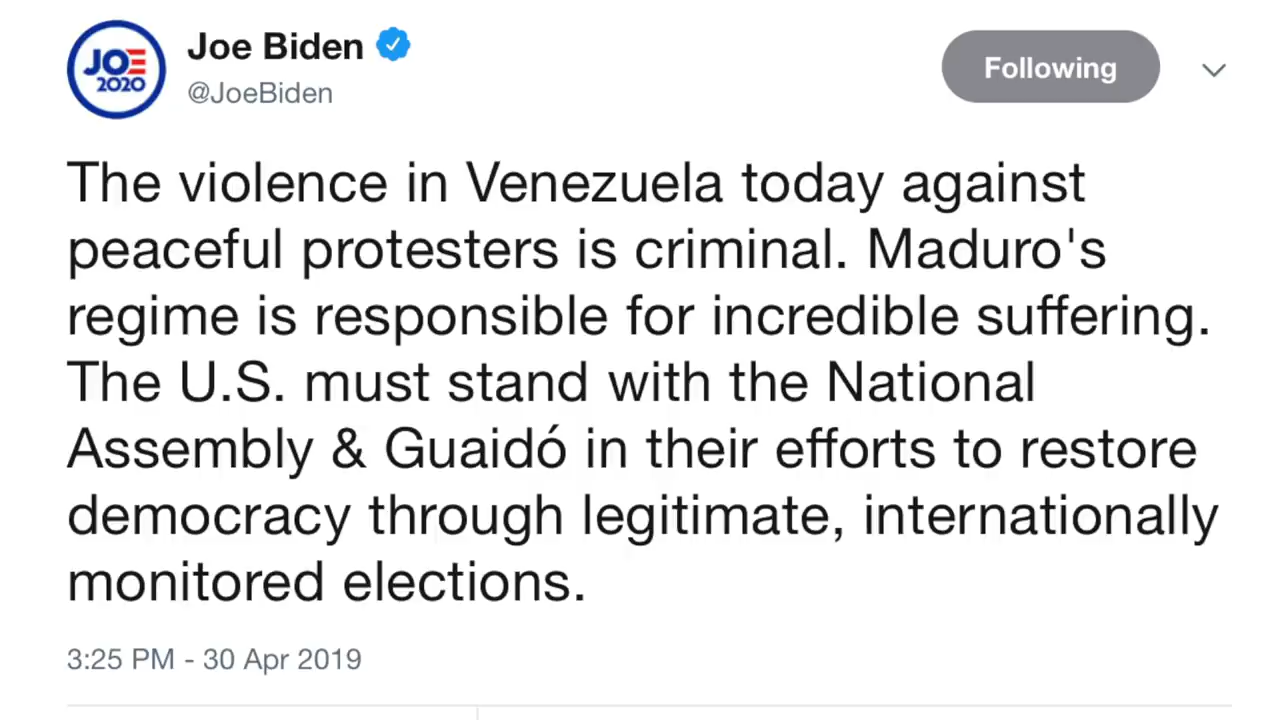 JOE
2020
Joe Biden
@JoeBiden
Following
The violence in Venezuela today against
peaceful protesters is criminal. Maduro's
regime is responsible for incredible suffering.
The U.S. must stand with the National
Assembly & Guaidó in their efforts to restore
democracy through legitimate, internationally
monitored elections.
3:25 PM - 30 Apr 2019